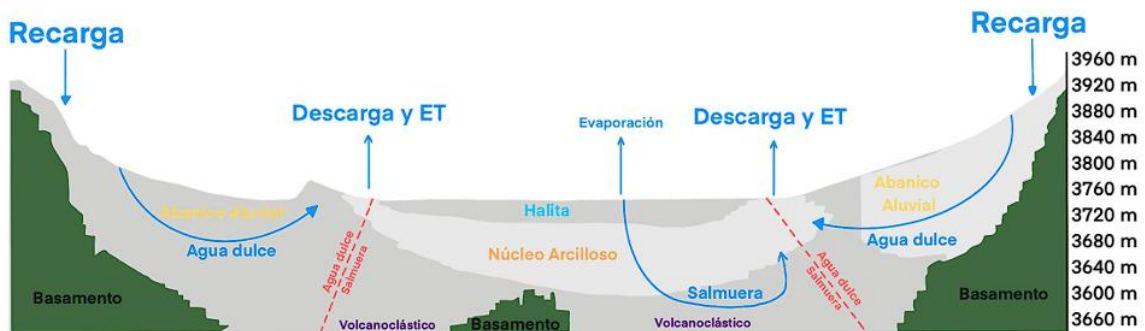 Recarga
Recarga
3960 m
3920 m
Descarga y ET
Evaporación
Descarga y ET
3880 m
3840 m
3800 m
Abanico Aluvial
Halita
Abanico
Aluvial
3760 m
3720 m
Agua dulce
Núcleo Arcilloso
Agua dulce
3680 m
Agua dulce
Salmuera
Agua dulce
Salmuera
3640 m
Basamento
Salmuera
Basamento
3600 m
Volcanoclástico
Basamento
Volcanoclástico
3660 m